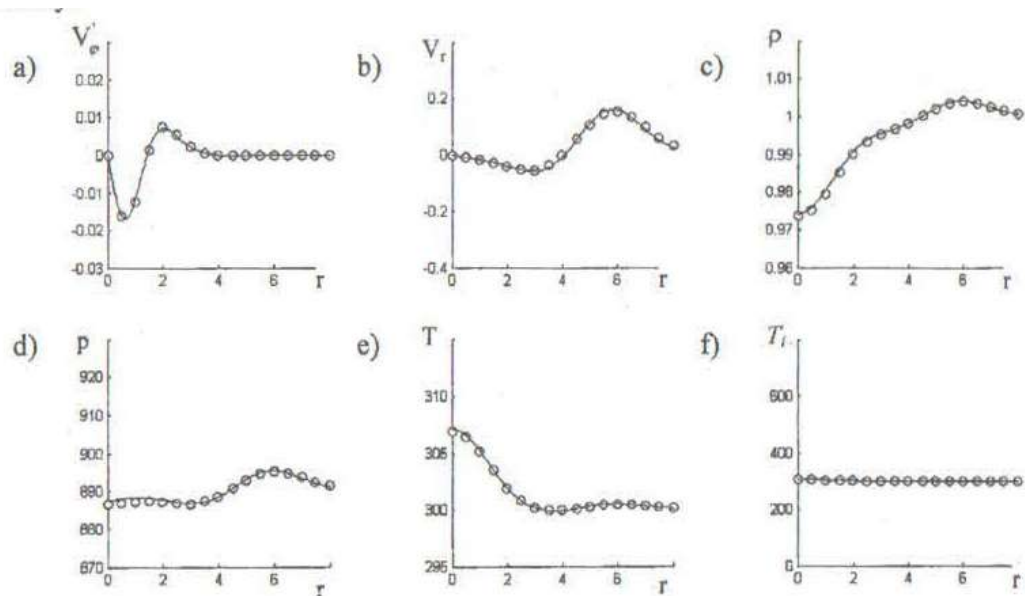 a) V'φ
0.02
0.01
0
-0.01
-0.02
-0.03
0 2 4 6 r
b) Vr
0.2
0
-0.2
-0.4
0 2 4 6 r
c) ρ
1.01
1
0.99
0.98
0.97
0.96
0 2 4 6 r
d) p
920
910
900
890
880
870
0 2 4 6 r
e) T
310
305
300
295
0 2 4 6 r
f)
600
400
200
0
0 2 4 6 r